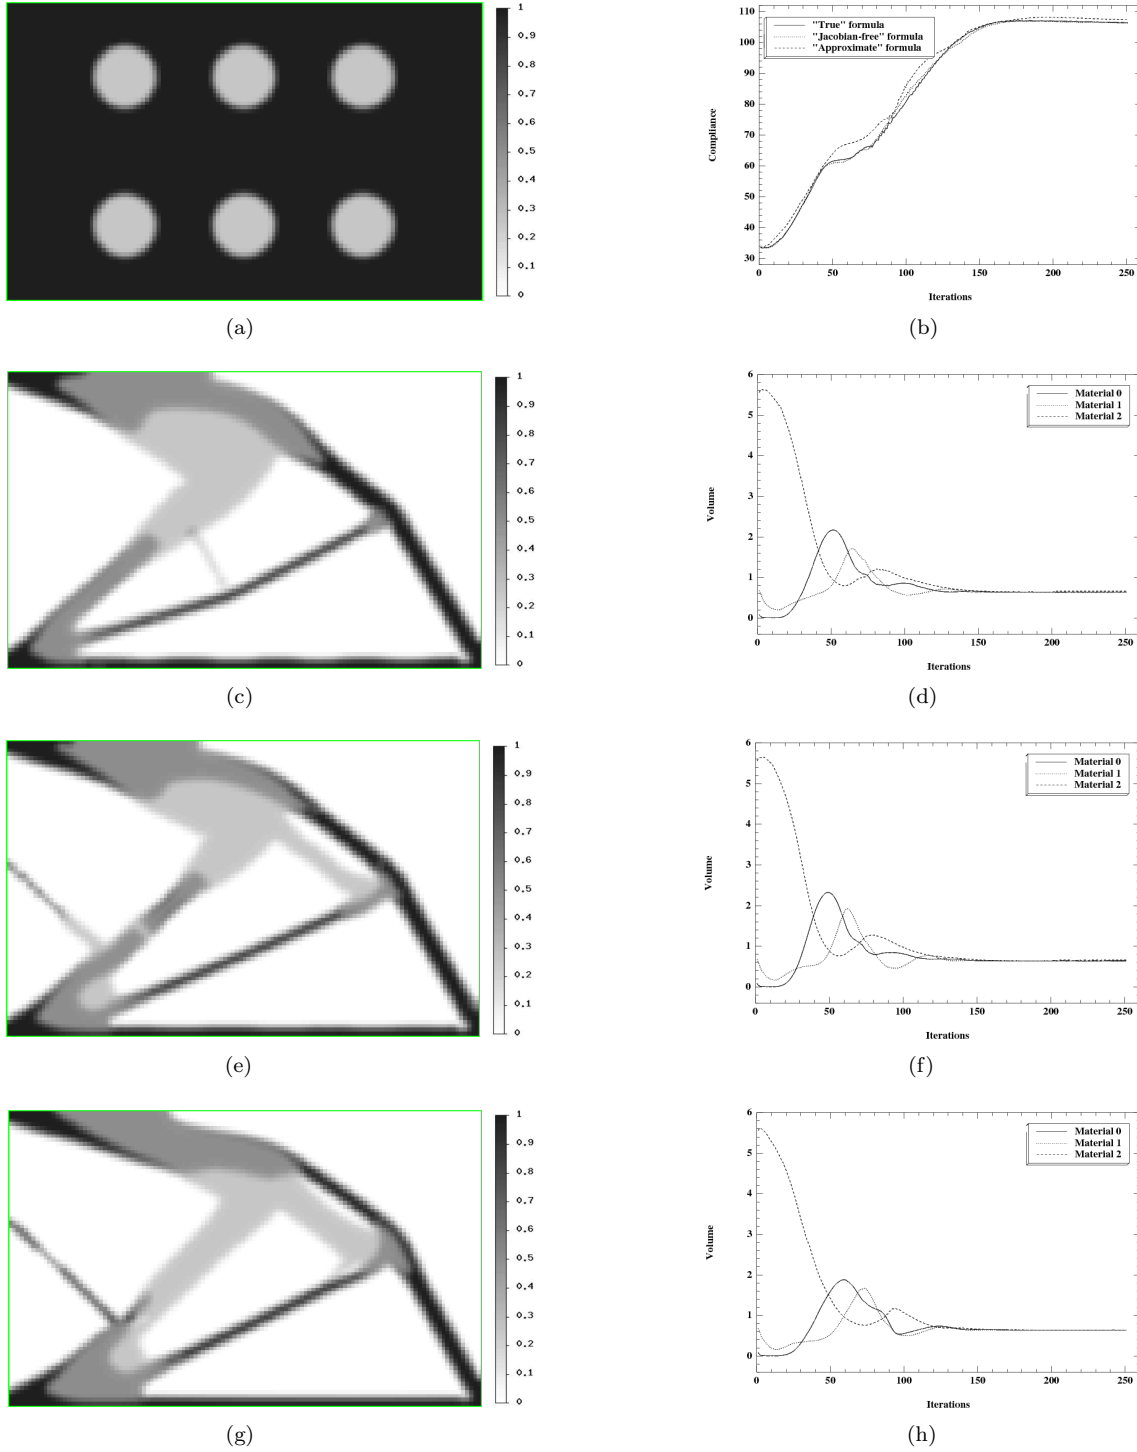 1
0.9
0.8
0.7
0.6
0.5
0.4
0.3
0.2
0.1
0
(a)
110
100
90
80
70
60
50
40
30
Compliance
"True" formula
"Jacobian-free" formula
"Approximate" formula
0 50 100 150 200 250
Iterations
(b)
1
0.9
0.8
0.7
0.6
0.5
0.4
0.3
0.2
0.1
0
(c)
6
5
4
3
2
1
0
Volume
Material 0
Material 1
Material 2
0 50 100 150 200 250
Iterations
(d)
1
0.9
0.8
0.7
0.6
0.5
0.4
0.3
0.2
0.1
0
(e)
6
5
4
3
2
1
0
Volume
Material 0
Material 1
Material 2
0 50 100 150 200 250
Iterations
(f)
1
0.9
0.8
0.7
0.6
0.5
0.4
0.3
0.2
0.1
0
(g)
6
5
4
3
2
1
0
Volume
Material 0
Material 1
Material 2
0 50 100 150 200 250
Iterations
(h)